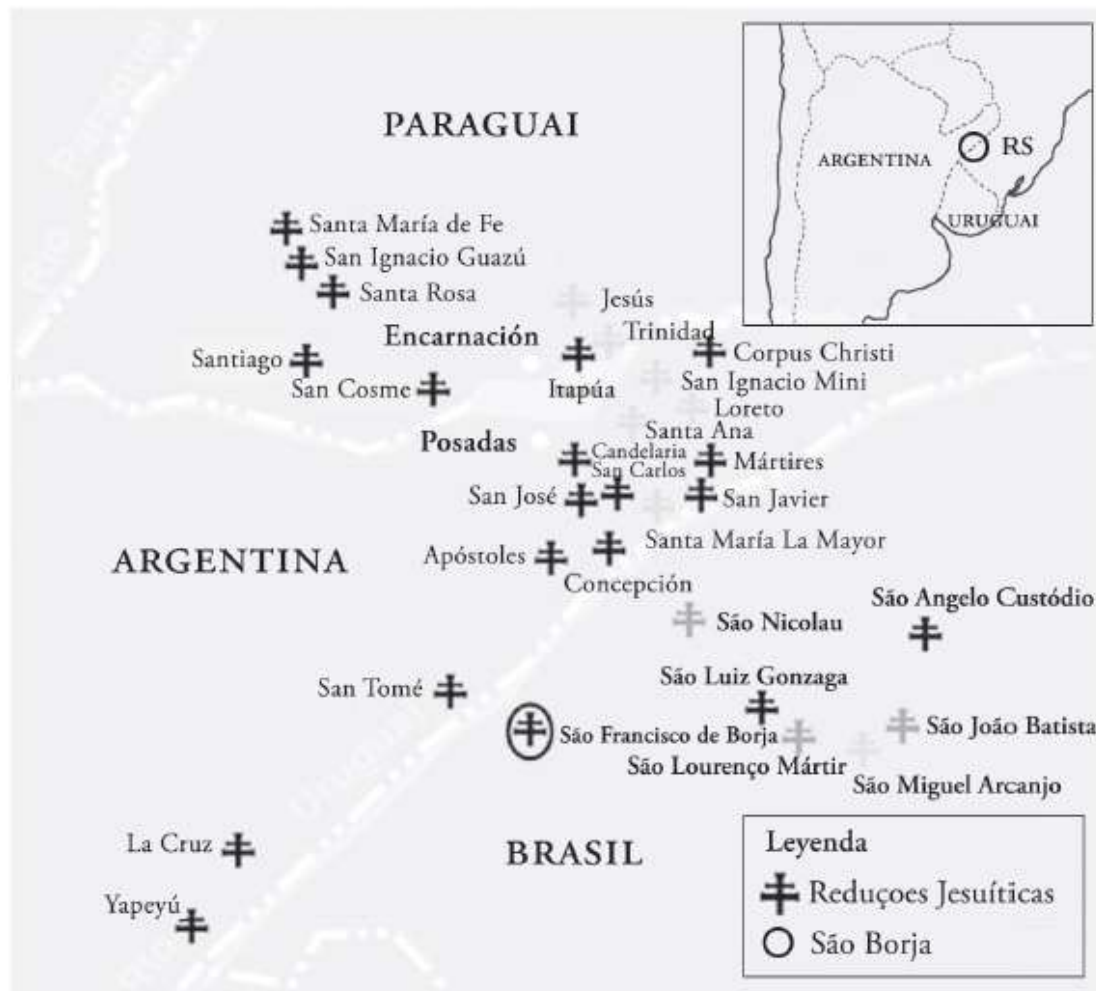 Rio Paraguai
PARAGUAI
ARGENTINA
RS
URUGUAI
Santa María de Fe
San Ignacio Guazú
Santa Rosa
Jesús
Encarnación
Trinidad
Santiago
Corpus Christi
San Cosme
Itapúa
San Ignacio Mini
Loreto
Posadas
Santa Ana
Candelaria
San Carlos
Mártires
San José
San Javier
ARGENTINA
Apóstoles
Santa María La Mayor
Concepción
São Angelo Custódio
São Nicolau
San Tomé
São Luiz Gonzaga
São Francisco de Borja
São João Batista
São Lourenço Mártir
São Miguel Arcanjo
Uruguai
La Cruz
BRASIL
Yapeyú
Leyenda
Reduçoes Jesuíticas
São Borja